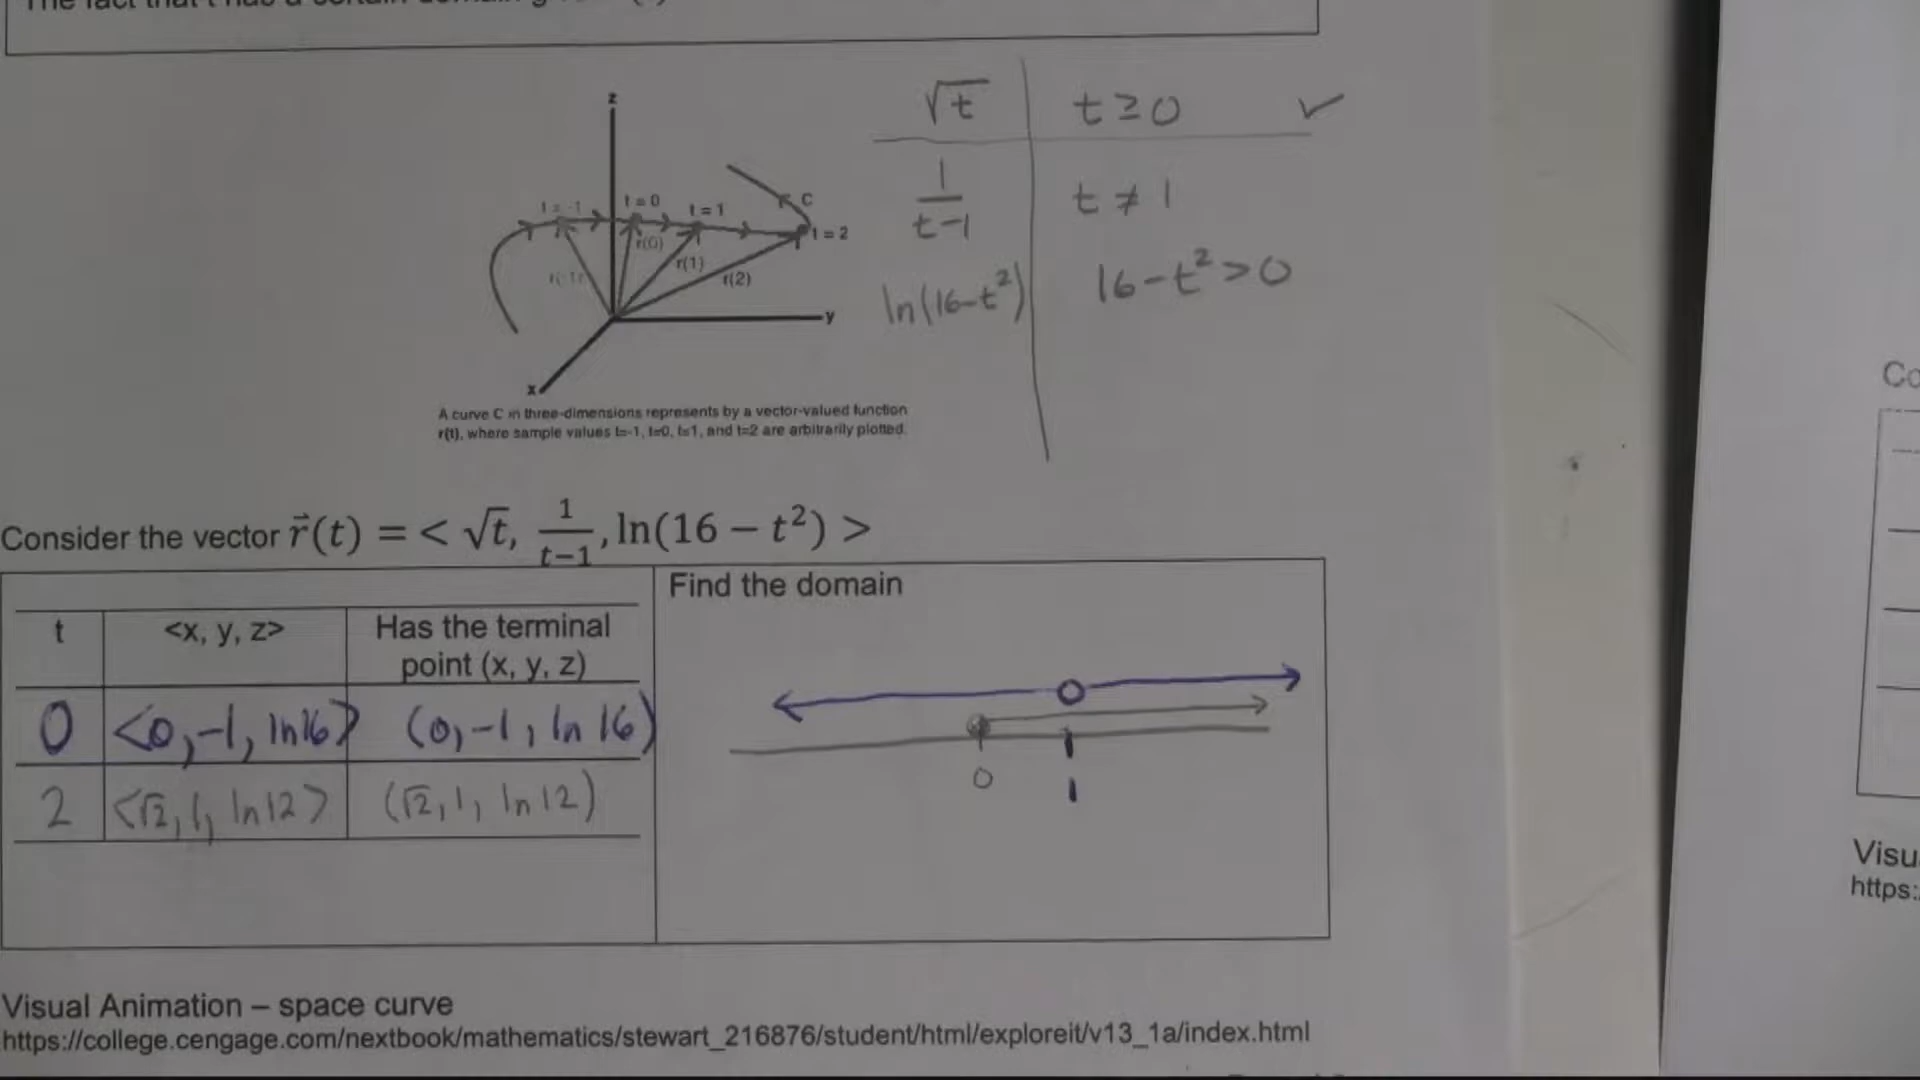 z
t = -1
t = 0
t = 1
C
t = 2
r(0)
r(1)
r(2)
y
x
A curve C in three-dimensions represents by a vector-valued function
r(t), where sample values t=-1, t=0, t=1, and t=2 are arbitrarily plotted.
√t t ≥ 0 ✓
1/(t-1) t ≠ 1
ln(16-t²) 16-t² > 0
Consider the vector r⃗(t) = < √t, 1/(t−1), ln(16 − t²) >
t <x, y, z> Has the terminal
point (x, y, z)
0 <0,-1, ln16> (0,-1, ln 16)
2 <√2, 1, ln12> (√2, 1, ln 12)
Find the domain
0 1
Visual Animation – space curve
https://college.cengage.com/nextbook/mathematics/stewart_216876/student/html/exploreit/v13_1a/index.html